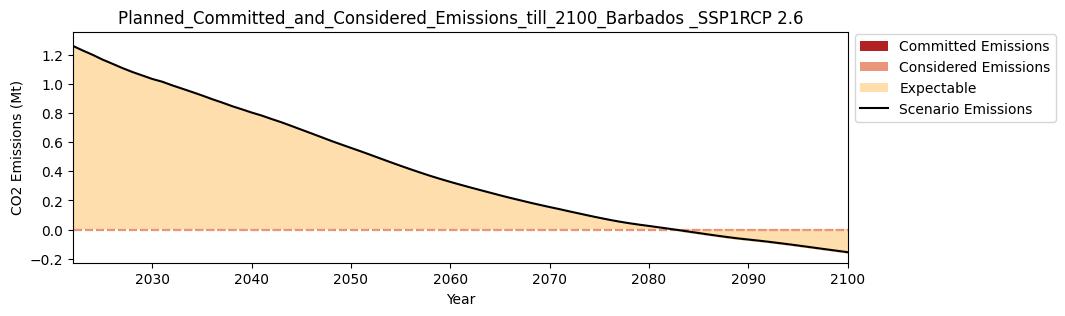 Planned_Committed_and_Considered_Emissions_till_2100_Barbados _SSP1RCP 2.6
CO2 Emissions (Mt)
1.2
1.0
0.8
0.6
0.4
0.2
0.0
−0.2
2030 2040 2050 2060 2070 2080 2090 2100
Year
Committed Emissions
Considered Emissions
Expectable
Scenario Emissions